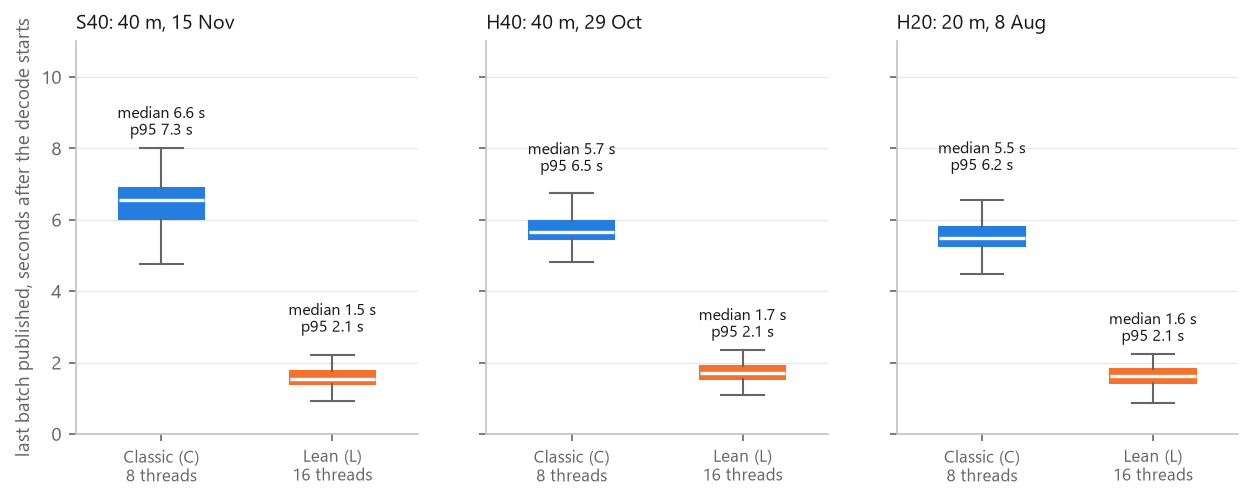 S40: 40 m, 15 Nov
H40: 40 m, 29 Oct
H20: 20 m, 8 Aug
last batch published, seconds after the decode starts
10
8
6
4
2
0
median 6.6 s
p95 7.3 s
median 1.5 s
p95 2.1 s
Classic (C)
8 threads
Lean (L)
16 threads
median 5.7 s
p95 6.5 s
median 1.7 s
p95 2.1 s
Classic (C)
8 threads
Lean (L)
16 threads
median 5.5 s
p95 6.2 s
median 1.6 s
p95 2.1 s
Classic (C)
8 threads
Lean (L)
16 threads